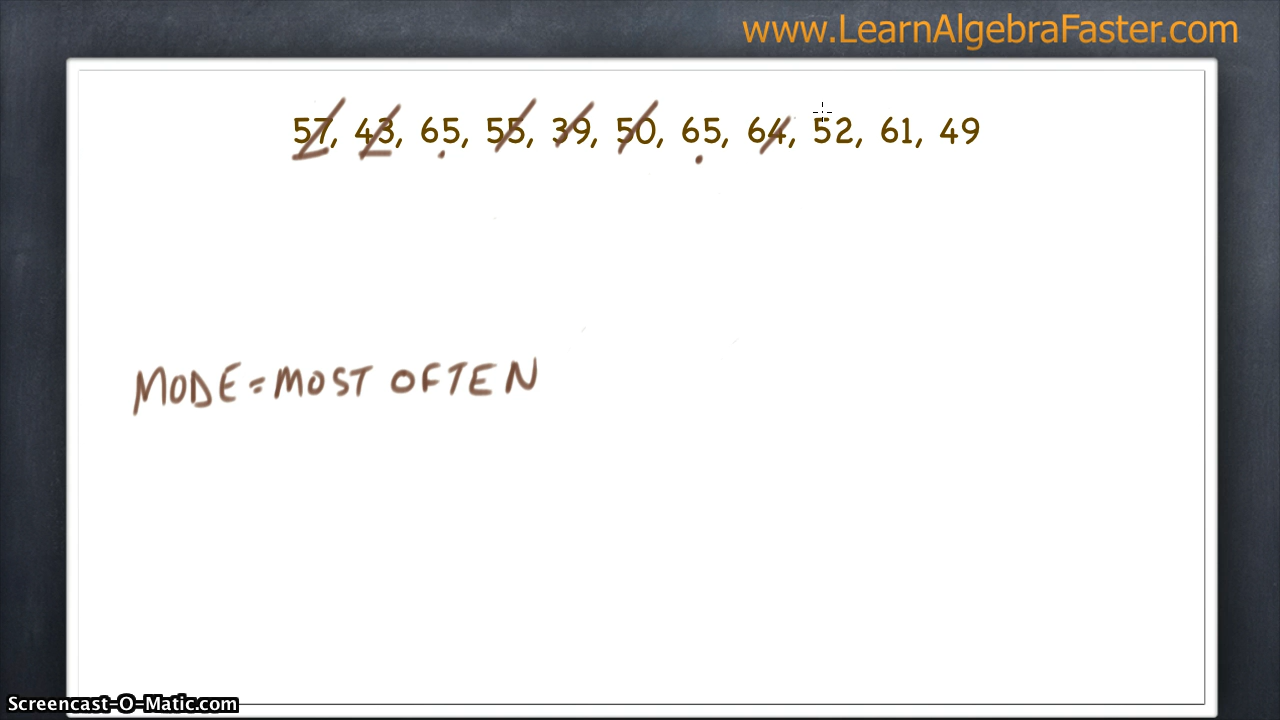 www.LearnAlgebraFaster.com
57, 43, 65, 55, 39, 50, 65, 64, 52, 61, 49
MODE = MOST OFTEN
Screencast-O-Matic.com